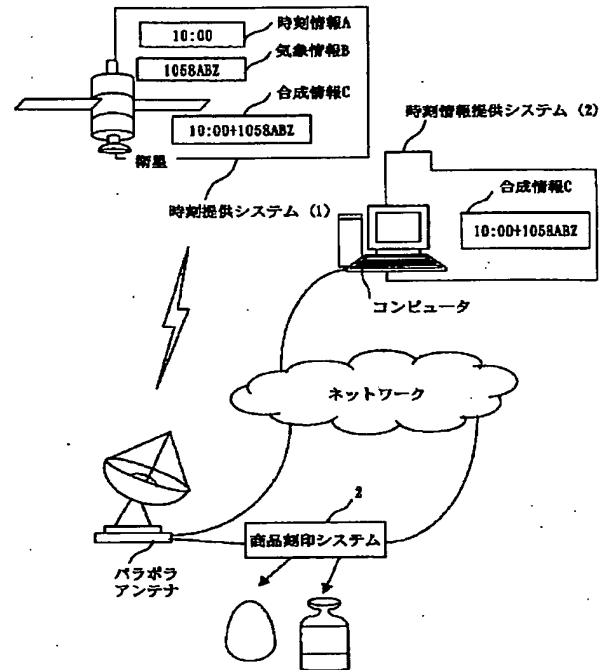 10:00
時刻情報A
1058ABZ
気象情報B
合成情報C
10:00+1058ABZ
衛星
時刻提供システム(1)
時刻情報提供システム(2)
合成情報C
10:00+1058ABZ
コンピュータ
ネットワーク
2
商品刻印システム
パラボラ
アンテナ